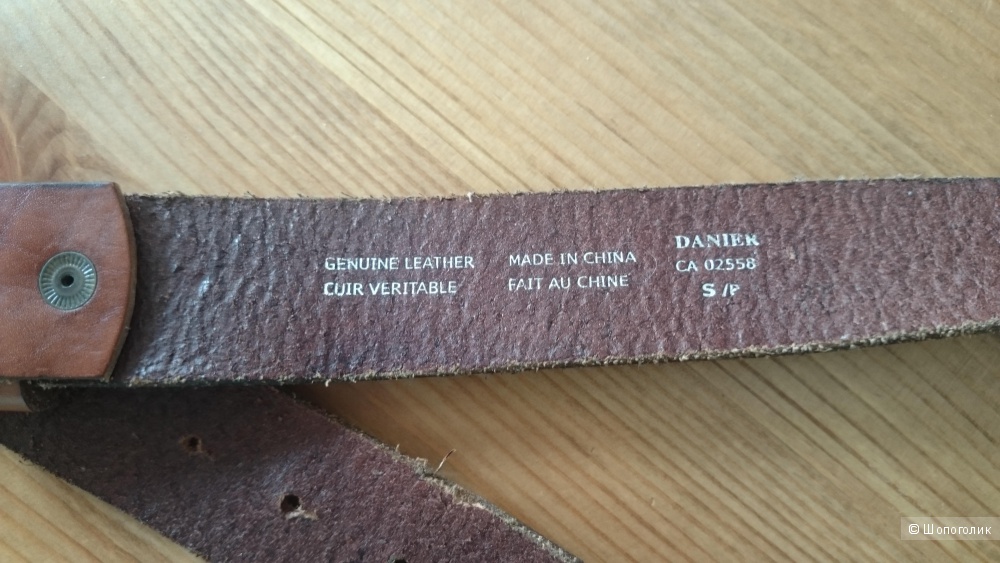 GENUINE LEATHER
CUIR VERITABLE
MADE IN CHINA
FAIT AU CHINE
DANIER
CA 02558
S /P
© Шопоголик